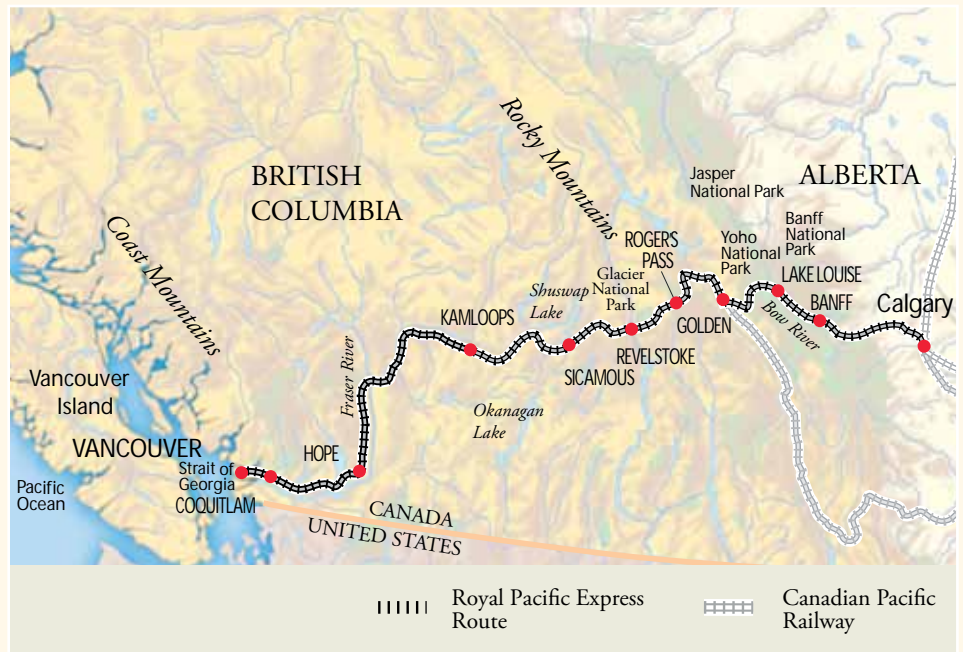 Rocky Mountains
BRITISH
COLUMBIA
Jasper
National Park
ALBERTA
Coast Mountains
Banff
National
Park
Yoho
National
Park
ROGERS
PASS
Glacier
National
Park
LAKE LOUISE
Shuswap
Lake
BANFF
Calgary
KAMLOOPS
GOLDEN
Bow River
REVELSTOKE
SICAMOUS
Fraser River
Vancouver
Island
Okanagan
Lake
VANCOUVER
HOPE
Strait of
Georgia
Pacific
Ocean
COQUITLAM
CANADA
UNITED STATES
Royal Pacific Express
Route
Canadian Pacific
Railway